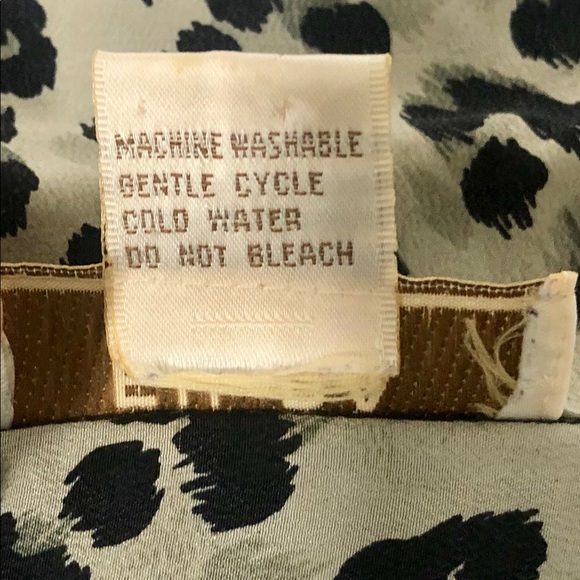 MACHINE WASHABLE
GENTLE CYCLE
COLD WATER
DO NOT BLEACH